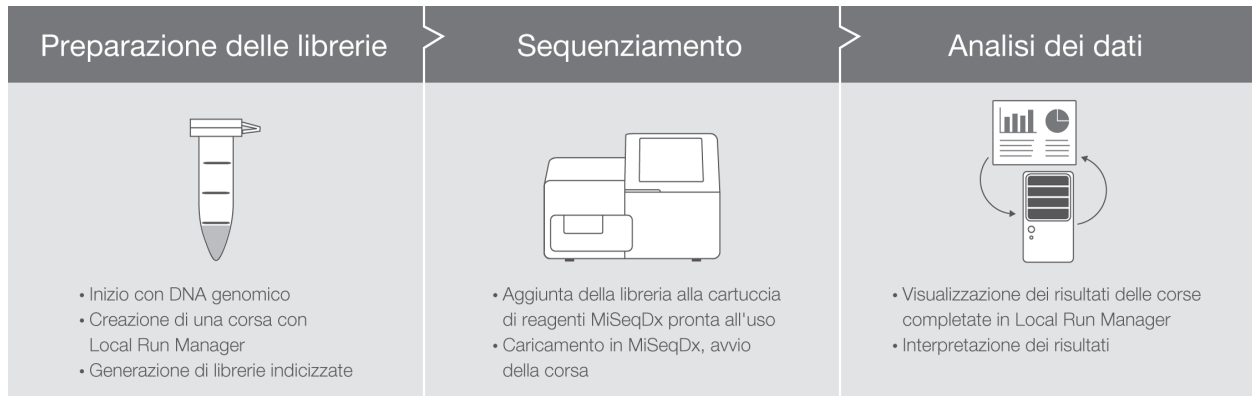 Preparazione delle librerie
Sequenziamento
Analisi dei dati
• Inizio con DNA genomico
• Creazione di una corsa con
Local Run Manager
• Generazione di librerie indicizzate
• Aggiunta della libreria alla cartuccia
di reagenti MiSeqDx pronta all'uso
• Caricamento in MiSeqDx, avvio
della corsa
• Visualizzazione dei risultati delle corse
completate in Local Run Manager
• Interpretazione dei risultati